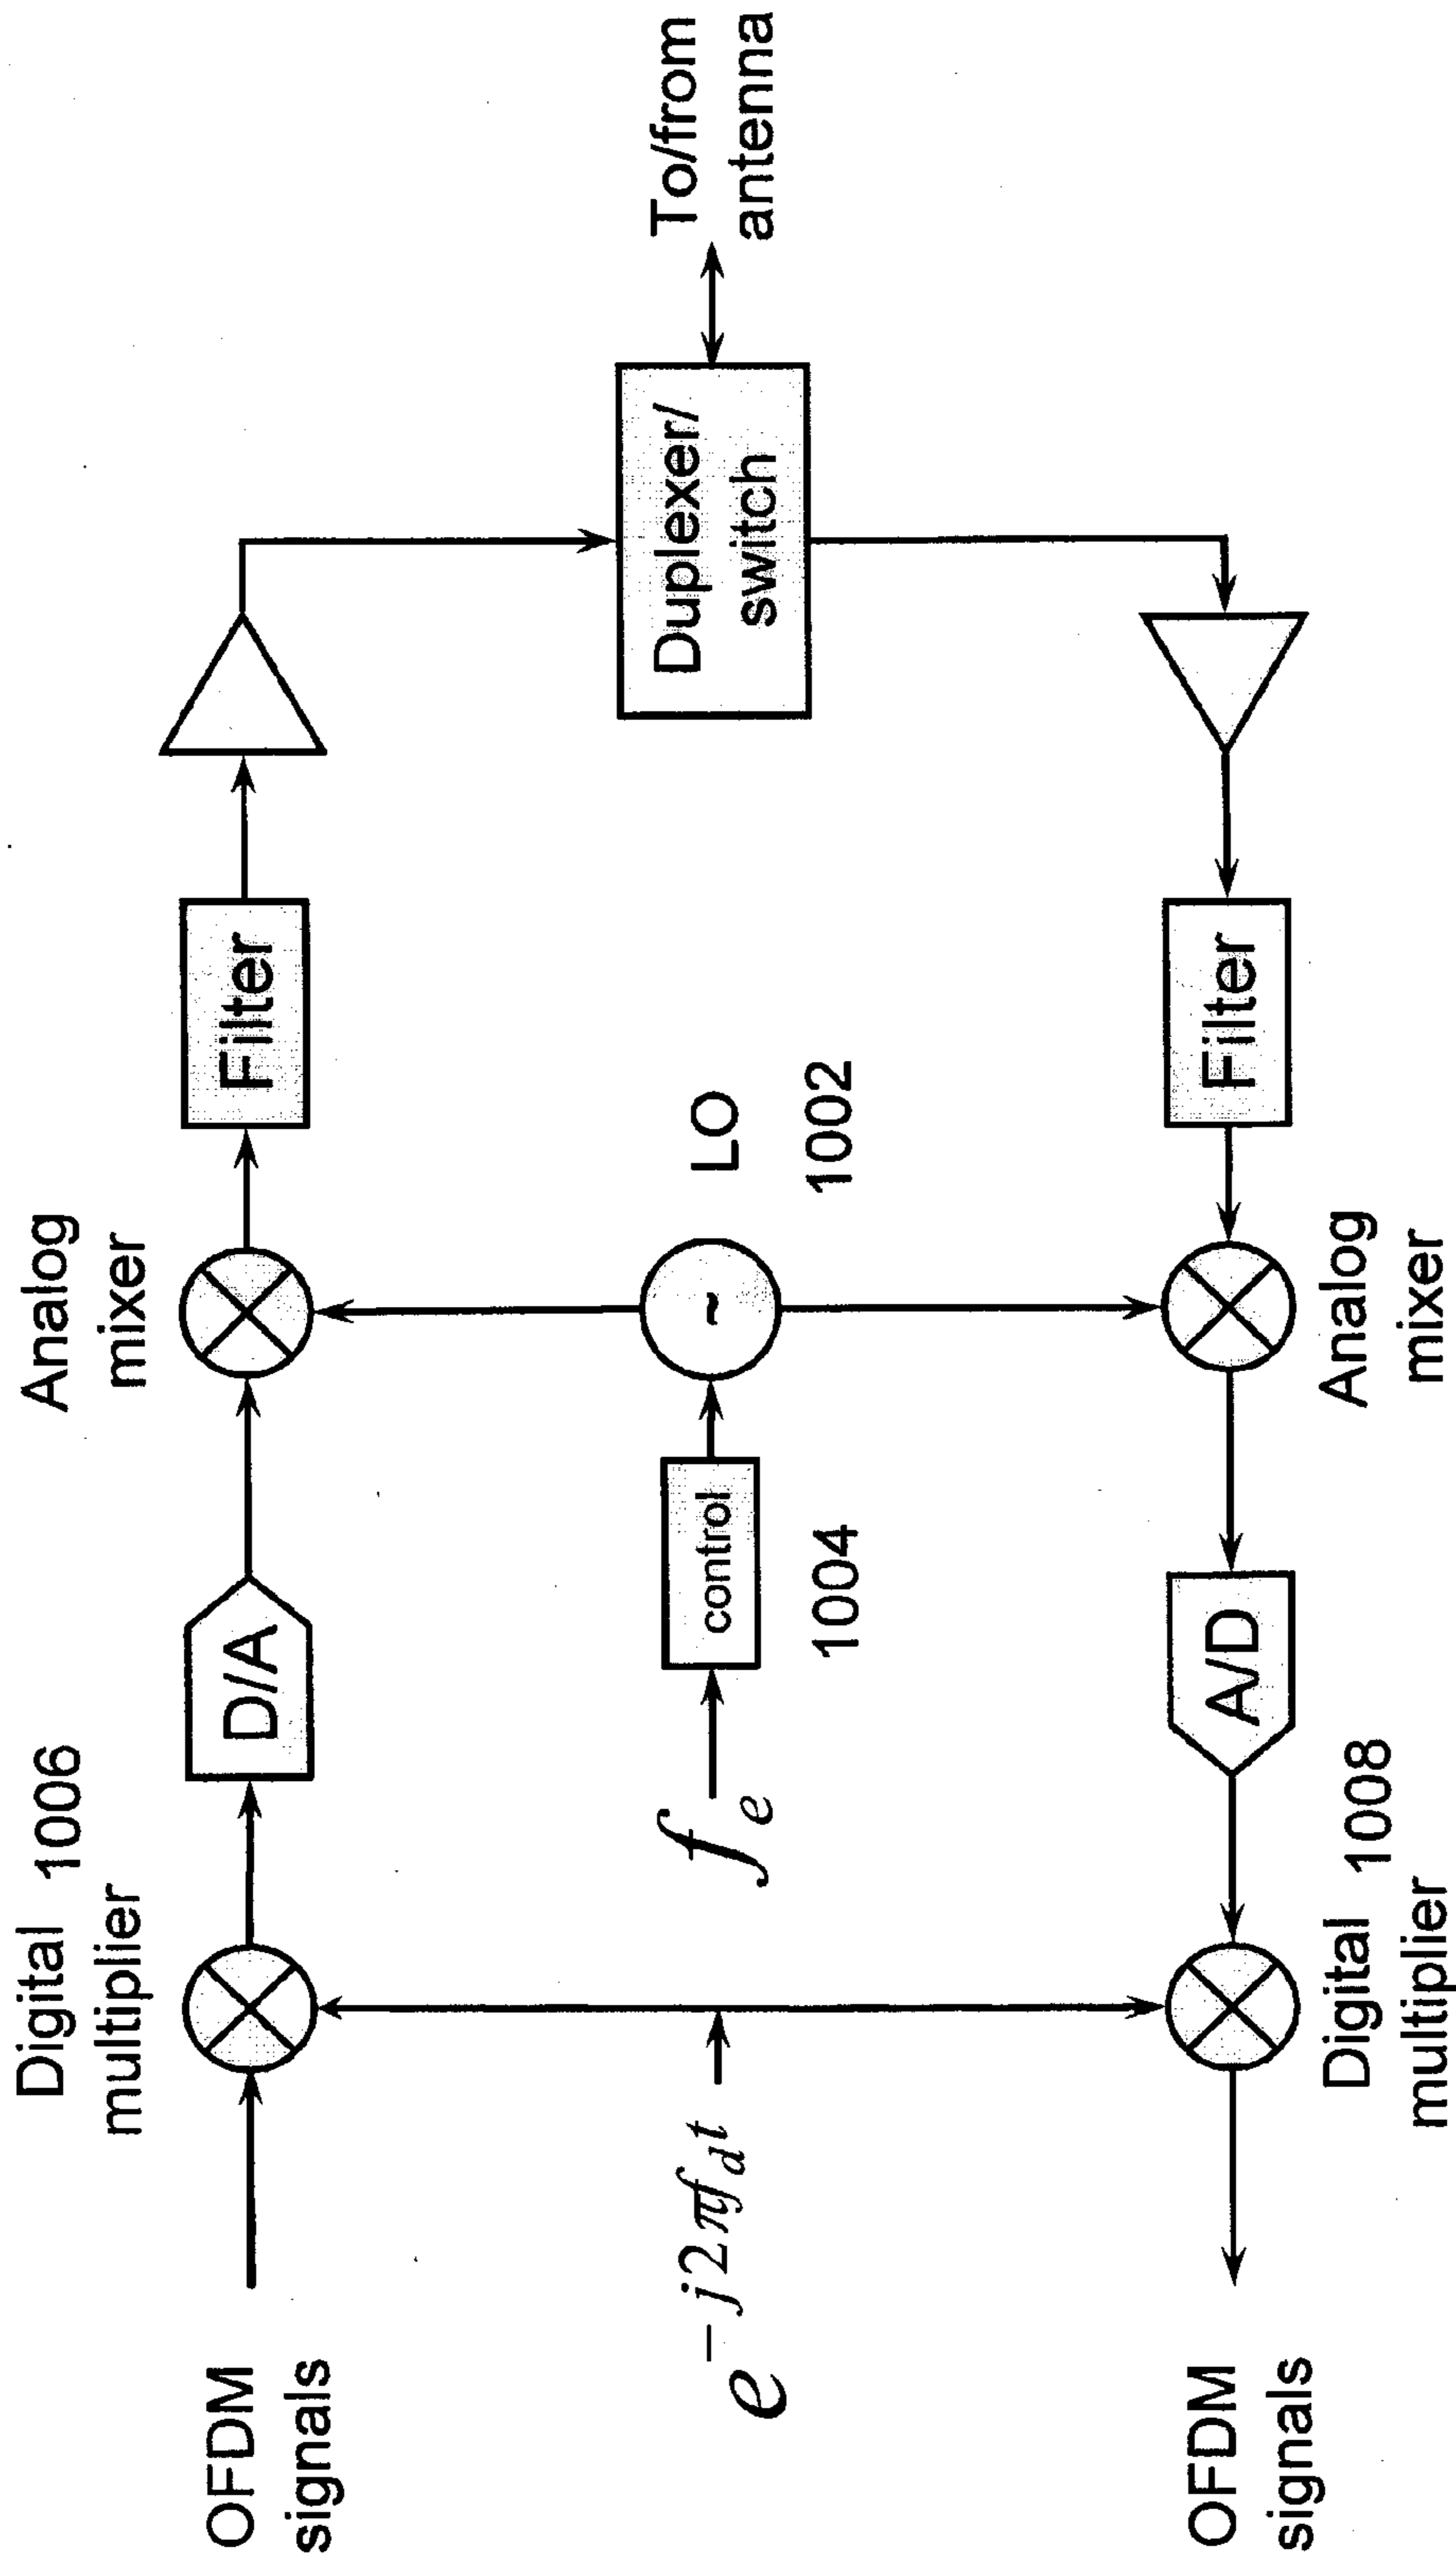 OFDM
signals
Digital 1006
multiplier
D/A
Analog
mixer
Filter
e^{-j2πf_d t}
f_e
control
1004
LO
1002
Duplexer/
switch
To/from
antenna
OFDM
signals
Digital 1008
multiplier
A/D
Analog
mixer
Filter